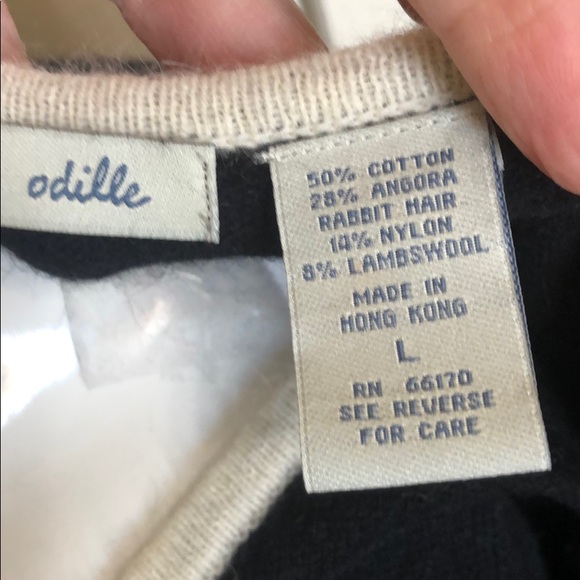 odille
50% COTTON
28% ANGORA
RABBIT HAIR
14% NYLON
8% LAMBSWOOL
MADE IN
HONG KONG
L
RN 66170
SEE REVERSE
FOR CARE